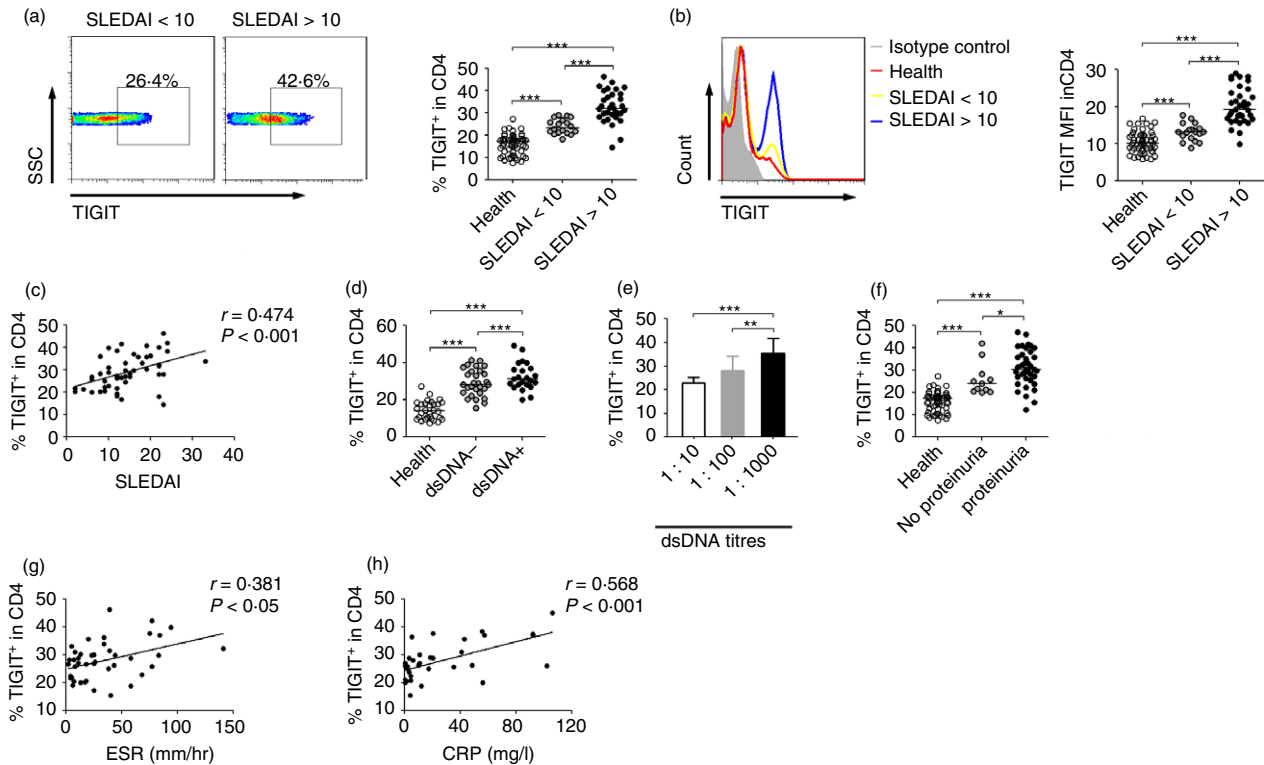 (a)
SLEDAI < 10
SLEDAI > 10
26·4%
42·6%
SSC
TIGIT
% TIGIT+ in CD4
50
40
30
20
10
0
***
***
***
Health
SLEDAI < 10
SLEDAI > 10
(b)
Count
TIGIT
Isotype control
Health
SLEDAI < 10
SLEDAI > 10
TIGIT MFI inCD4
30
20
10
0
***
***
***
Health
SLEDAI < 10
SLEDAI > 10
(c)
r = 0·474
P < 0·001
% TIGIT+ in CD4
50
40
30
20
10
0
0 10 20 30 40
SLEDAI
(d)
% TIGIT+ in CD4
60
40
20
0
***
***
***
Health
dsDNA−
dsDNA+
(e)
% TIGIT+ in CD4
50
40
30
20
10
0
***
**
1 : 10
1 : 100
1 : 1000
dsDNA titres
(f)
% TIGIT+ in CD4
50
40
30
20
10
0
***
***
*
Health
No proteinuria
proteinuria
(g)
r = 0·381
P < 0·05
% TIGIT+ in CD4
50
40
30
20
10
0 50 100 150
ESR (mm/hr)
(h)
r = 0·568
P < 0·001
% TIGIT+ in CD4
50
40
30
20
10
0 40 80 120
CRP (mg/l)